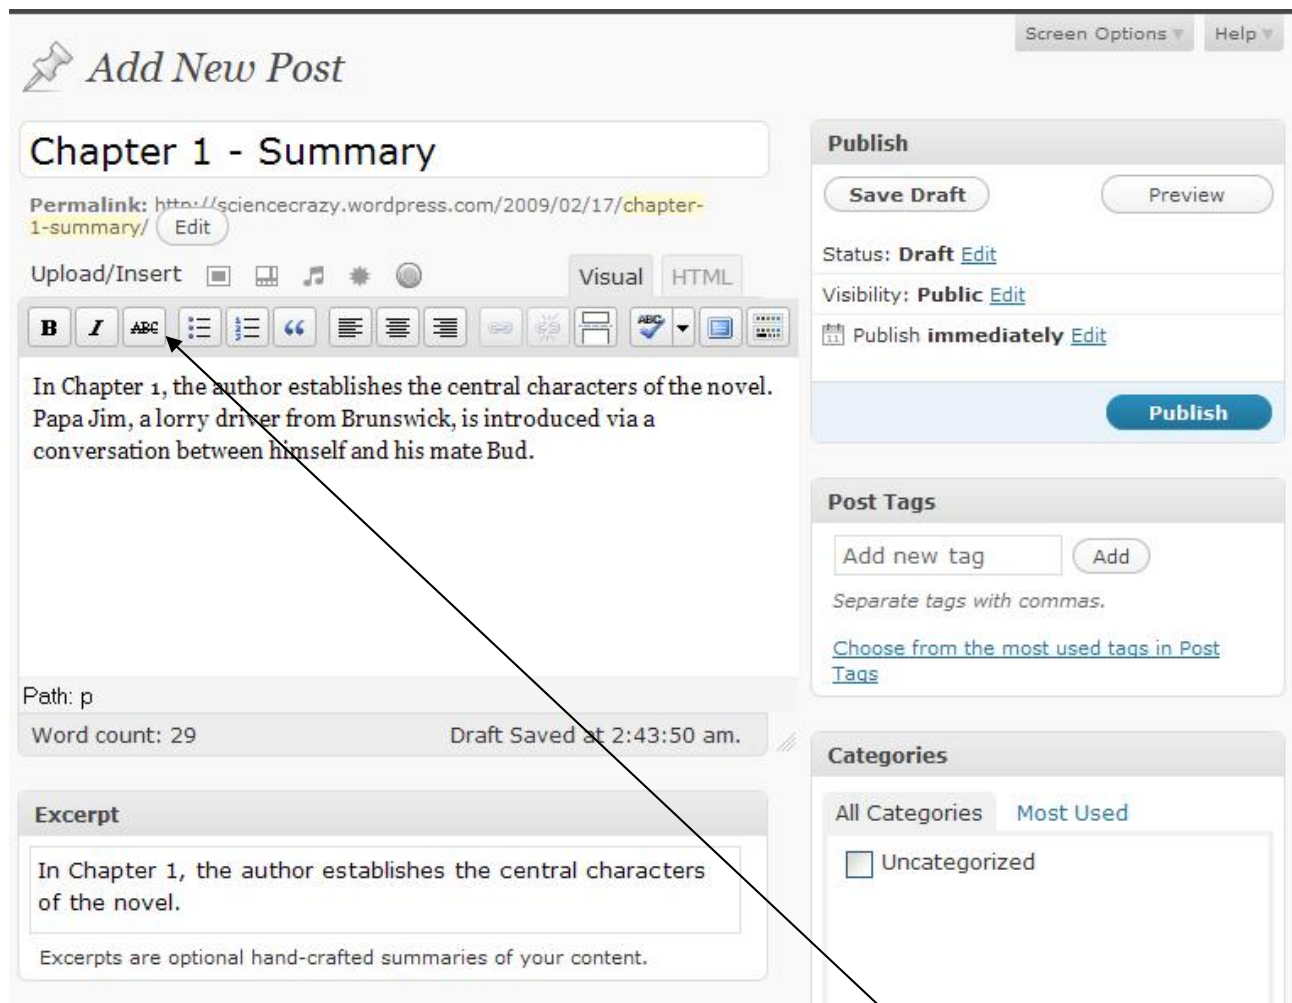 Screen Options Help
Add New Post
Chapter 1 - Summary
Permalink: http://sciencecrazy.wordpress.com/2009/02/17/chapter-
1-summary/ Edit
Upload/Insert Visual HTML
B I ABC ABC
In Chapter 1, the author establishes the central characters of the novel.
Papa Jim, a lorry driver from Brunswick, is introduced via a
conversation between himself and his mate Bud.
Path: p
Word count: 29 Draft Saved at 2:43:50 am.
Excerpt
In Chapter 1, the author establishes the central characters
of the novel.
Excerpts are optional hand-crafted summaries of your content.
Publish
Save Draft Preview
Status: Draft Edit
Visibility: Public Edit
11 Publish immediately Edit
Publish
Post Tags
Add new tag Add
Separate tags with commas.
Choose from the most used tags in Post
Tags
Categories
All Categories Most Used
Uncategorized